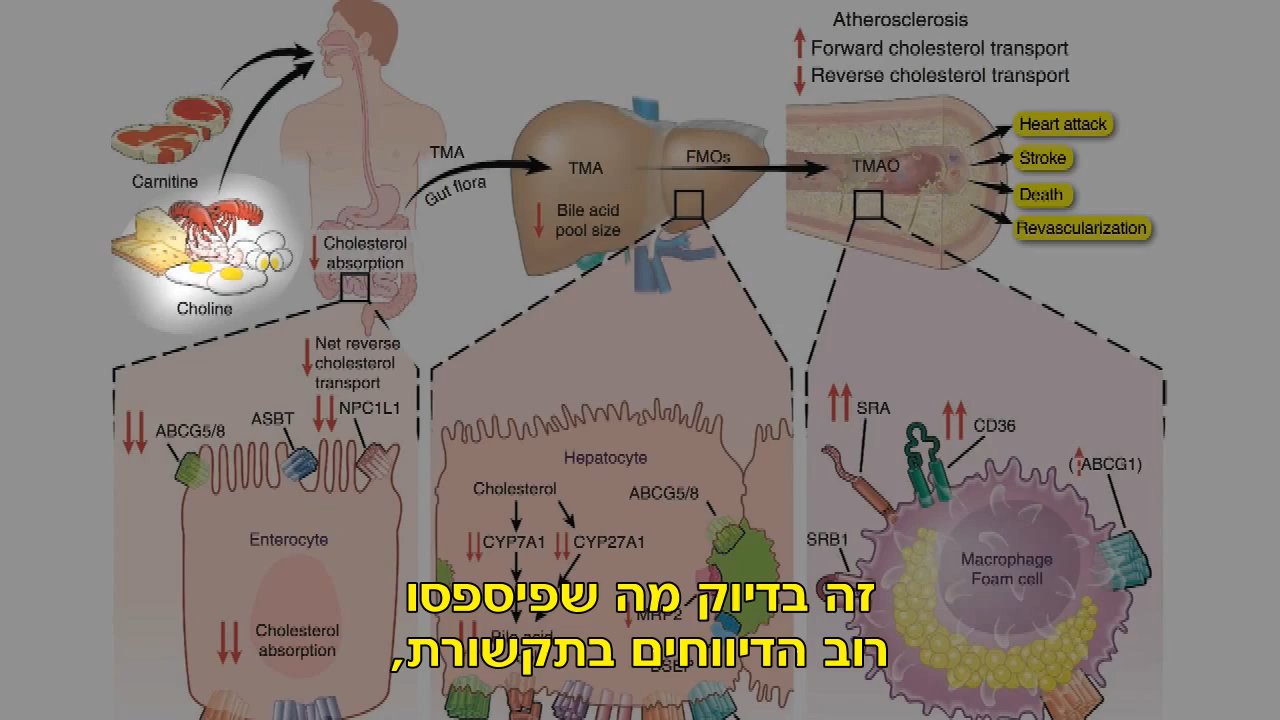 Atherosclerosis
Forward cholesterol transport
Reverse cholesterol transport
Carnitine
Choline
TMA
Gut flora
Cholesterol
absorption
Net reverse
cholesterol
transport
TMA
FMOs
Bile acid
pool size
TMAO
Heart attack
Stroke
Death
Revascularization
ABCG5/8
ASBT
NPC1L1
Enterocyte
Cholesterol
absorption
Hepatocyte
Cholesterol
ABCG5/8
CYP7A1
CYP27A1
MRP2
Bile acid
SRA
CD36
(ABCG1)
SRB1
Macrophage
Foam cell
זה בדיוק מה שפיספסו
רוב הדיווחים בתקשורת,